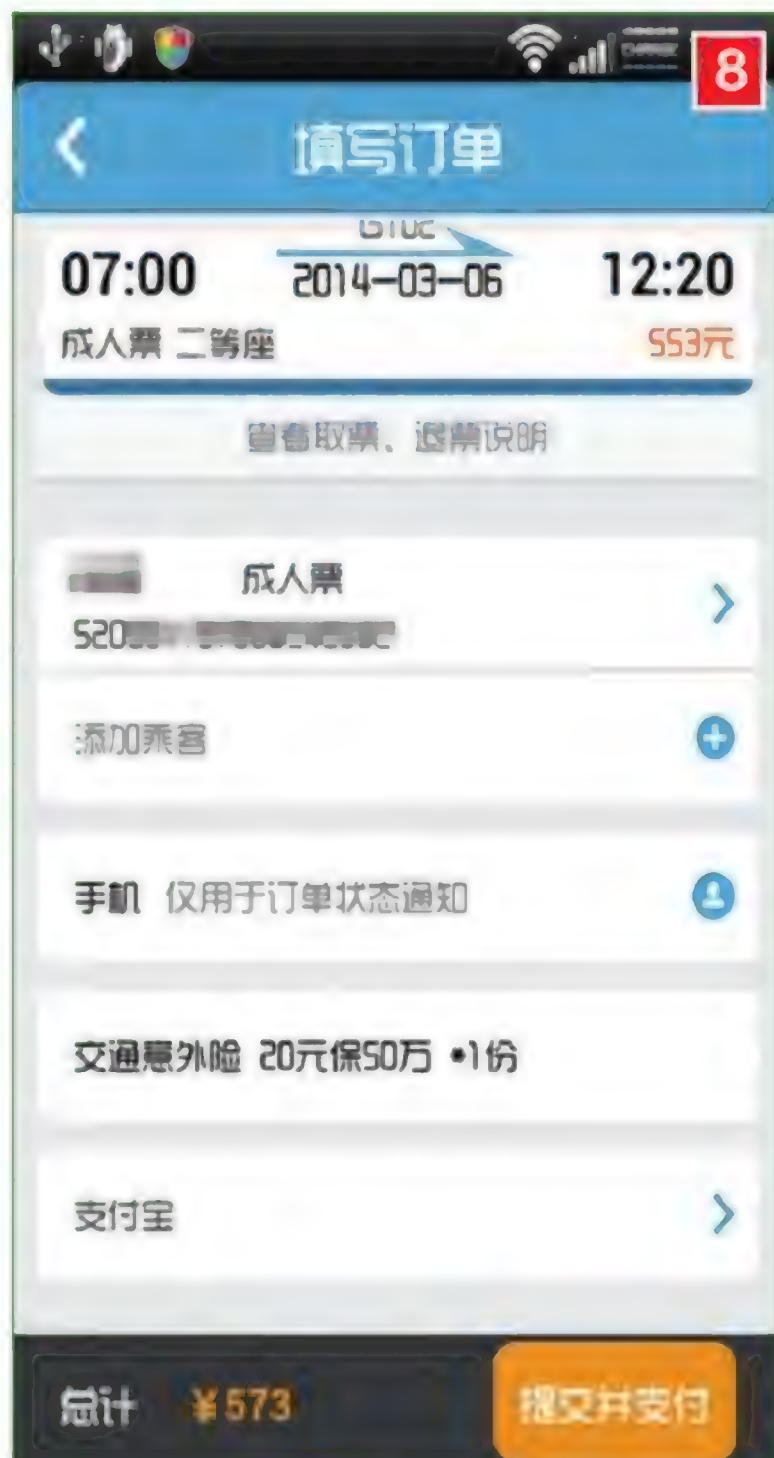 8
填写订单
07:00 2014-03-06 12:20
成人票 二等座 553元
查看取票、退票说明
成人票
520
添加乘客
手机 仅用于订单状态通知
交通意外险 20元保50万 *1份
支付宝
总计 ¥573 提交并支付